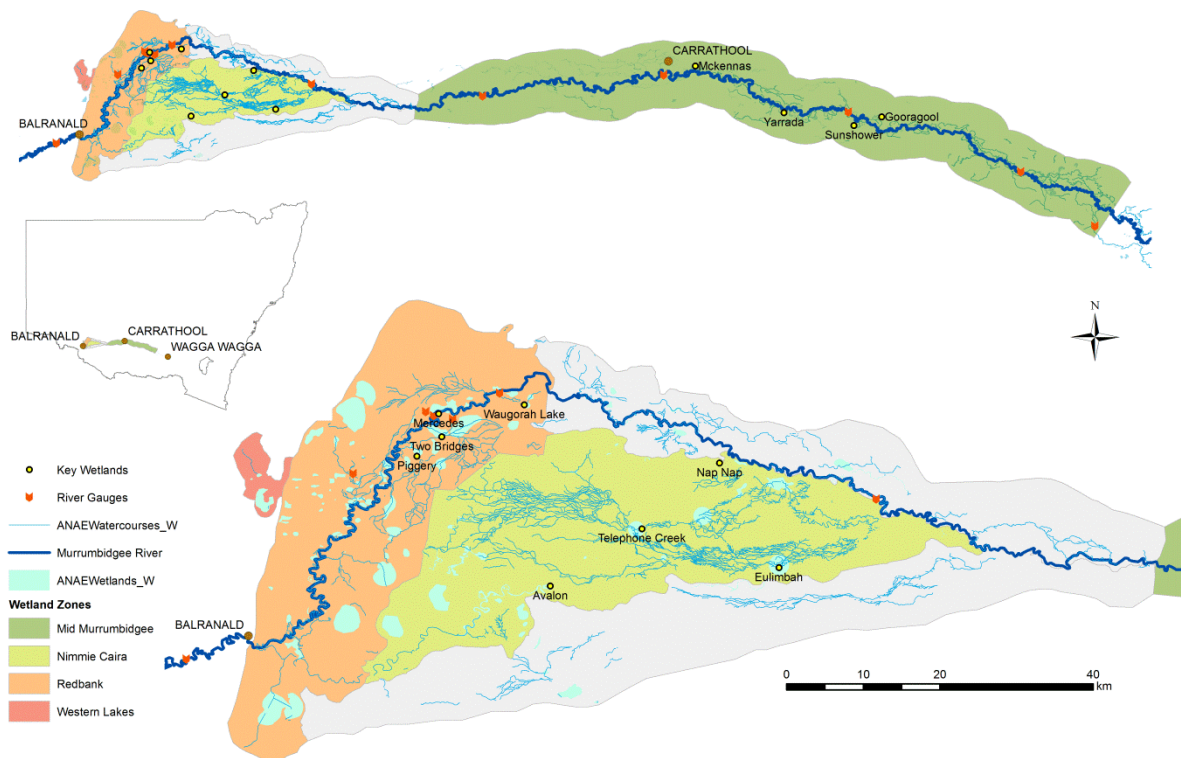 CARRATHOOL
Mckennas
BALRANALD
Yarrada
Gooragool
Sunshower
BALRANALD
CARRATHOOL
WAGGA WAGGA
N
Mercedes
Waugorah Lake
Two Bridges
Piggery
Nap Nap
Telephone Creek
Eulimbah
Avalon
BALRANALD
Key Wetlands
River Gauges
ANAEWatercourses_W
Murrumbidgee River
ANAEWetlands_W
Wetland Zones
Mid Murrumbidgee
Nimmie Caira
Redbank
Western Lakes
0 10 20 40
km